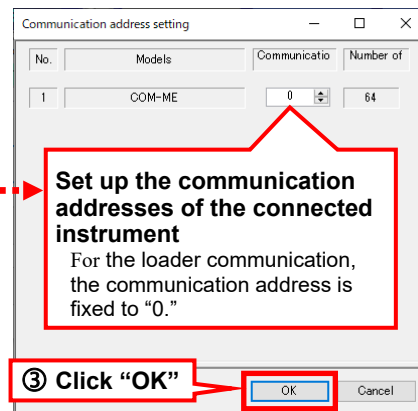 Communication address setting
No. Models Communicatio Number of
1 COM-ME 0 64
Set up the communication
addresses of the connected
instrument
For the loader communication,
the communication address is
fixed to “0.”
③ Click “OK”
OK Cancel